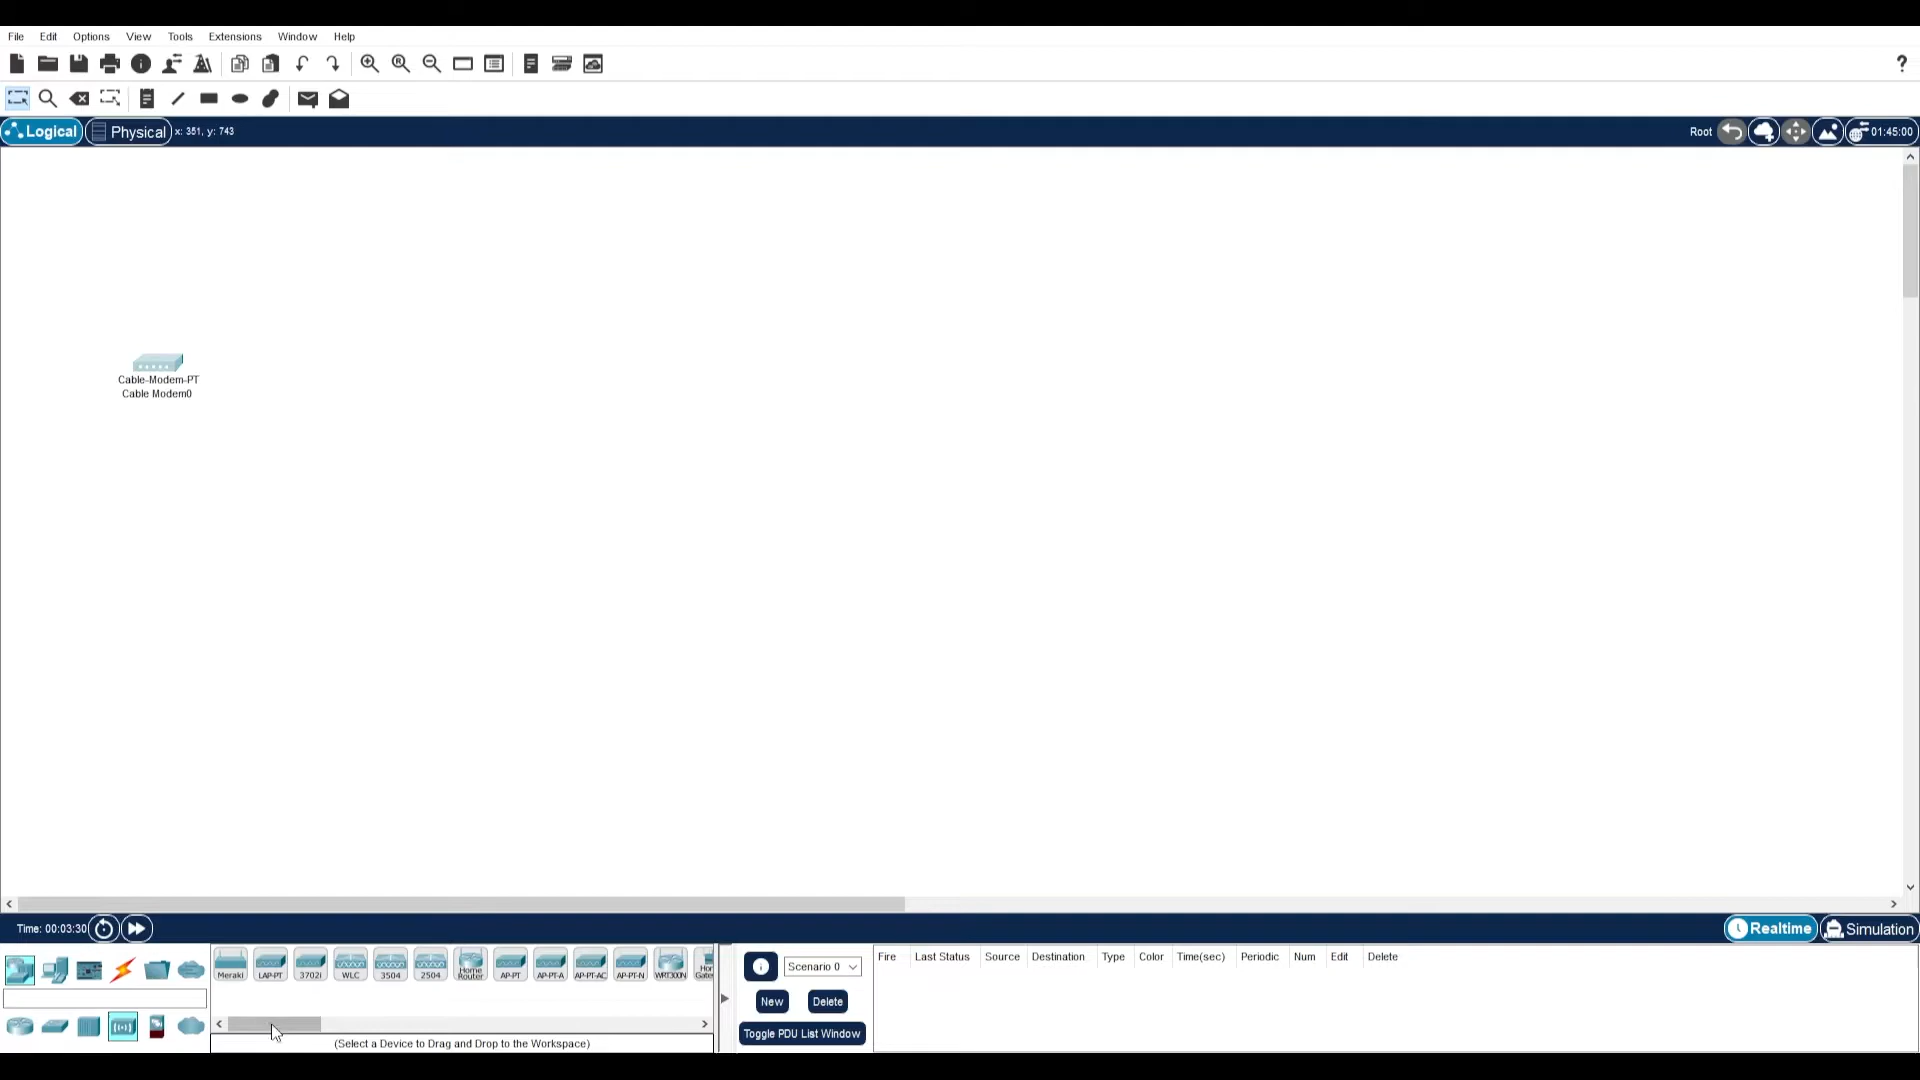 File Edit Options View Tools Extensions Window Help
?
Logical Physical x: 351, y: 743 Root 01:45:00
Cable-Modem-PT
Cable Modem0
Time: 00:03:30 Realtime Simulation
Meraki LAP-PT 3702i WLC 3504 2504 Home Router AP-PT AP-PT-A AP-PT-AC AP-PT-N WRT300N
(Select a Device to Drag and Drop to the Workspace)
Scenario 0
New Delete
Toggle PDU List Window
Fire Last Status Source Destination Type Color Time(sec) Periodic Num Edit Delete